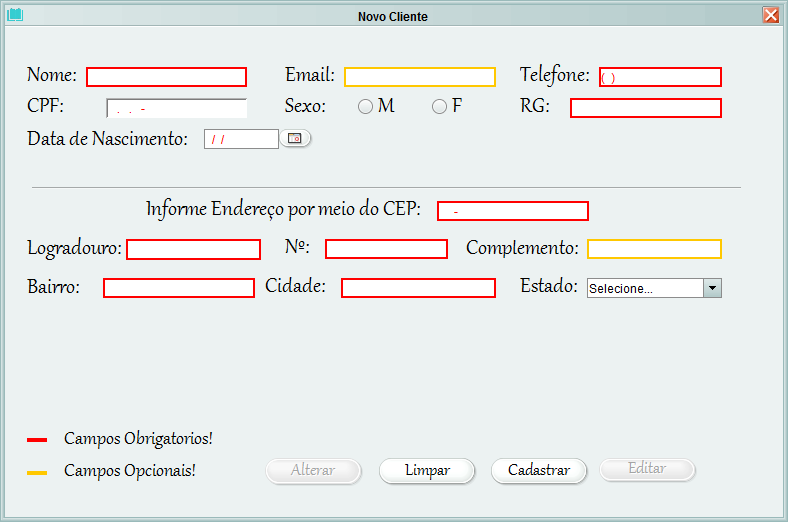 Novo Cliente
Nome: Email: Telefone: ( )
CPF: . . - Sexo: M F RG:
Data de Nascimento: / /
Informe Endereço por meio do CEP: -
Logradouro: Nº: Complemento:
Bairro: Cidade: Estado: Selecione...
Campos Obrigatorios!
Campos Opcionais! Alterar Limpar Cadastrar Editar